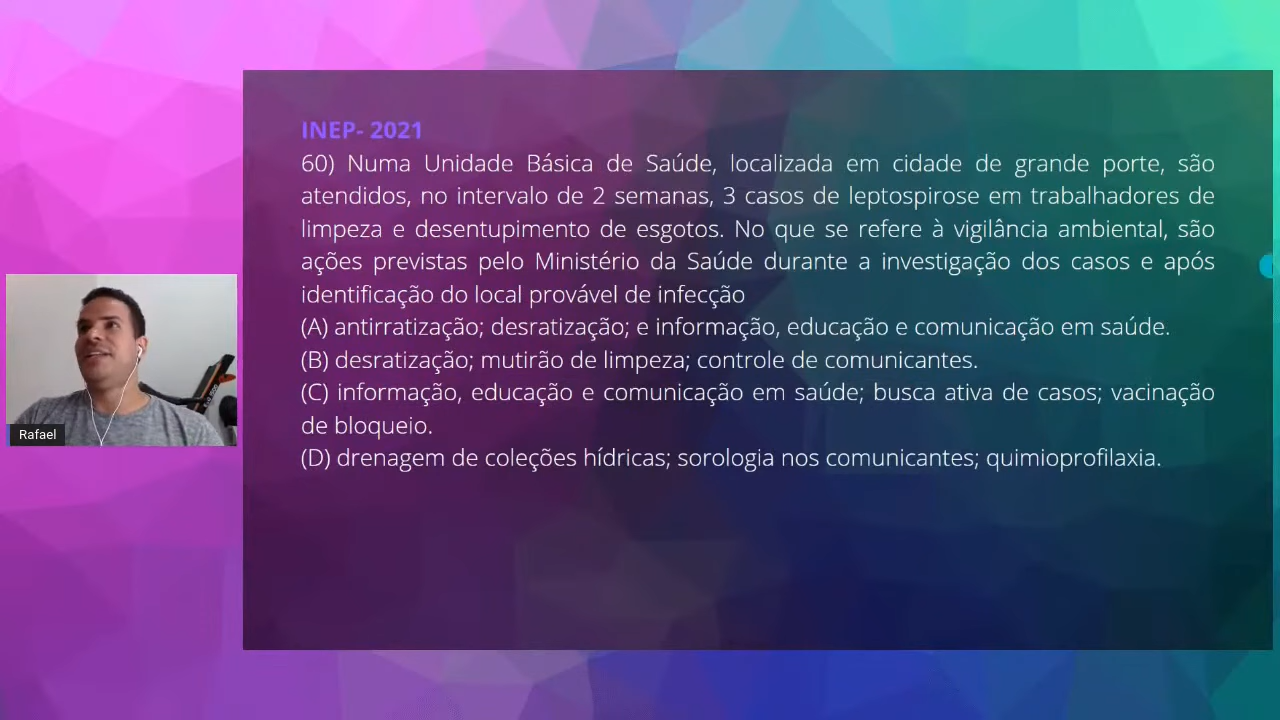 INEP- 2021
60) Numa Unidade Básica de Saúde, localizada em cidade de grande porte, são
atendidos, no intervalo de 2 semanas, 3 casos de leptospirose em trabalhadores de
limpeza e desentupimento de esgotos. No que se refere à vigilância ambiental, são
ações previstas pelo Ministério da Saúde durante a investigação dos casos e após
identificação do local provável de infecção
(A) antirratização; desratização; e informação, educação e comunicação em saúde.
(B) desratização; mutirão de limpeza; controle de comunicantes.
(C) informação, educação e comunicação em saúde; busca ativa de casos; vacinação
de bloqueio.
(D) drenagem de coleções hídricas; sorologia nos comunicantes; quimioprofilaxia.
Rafael